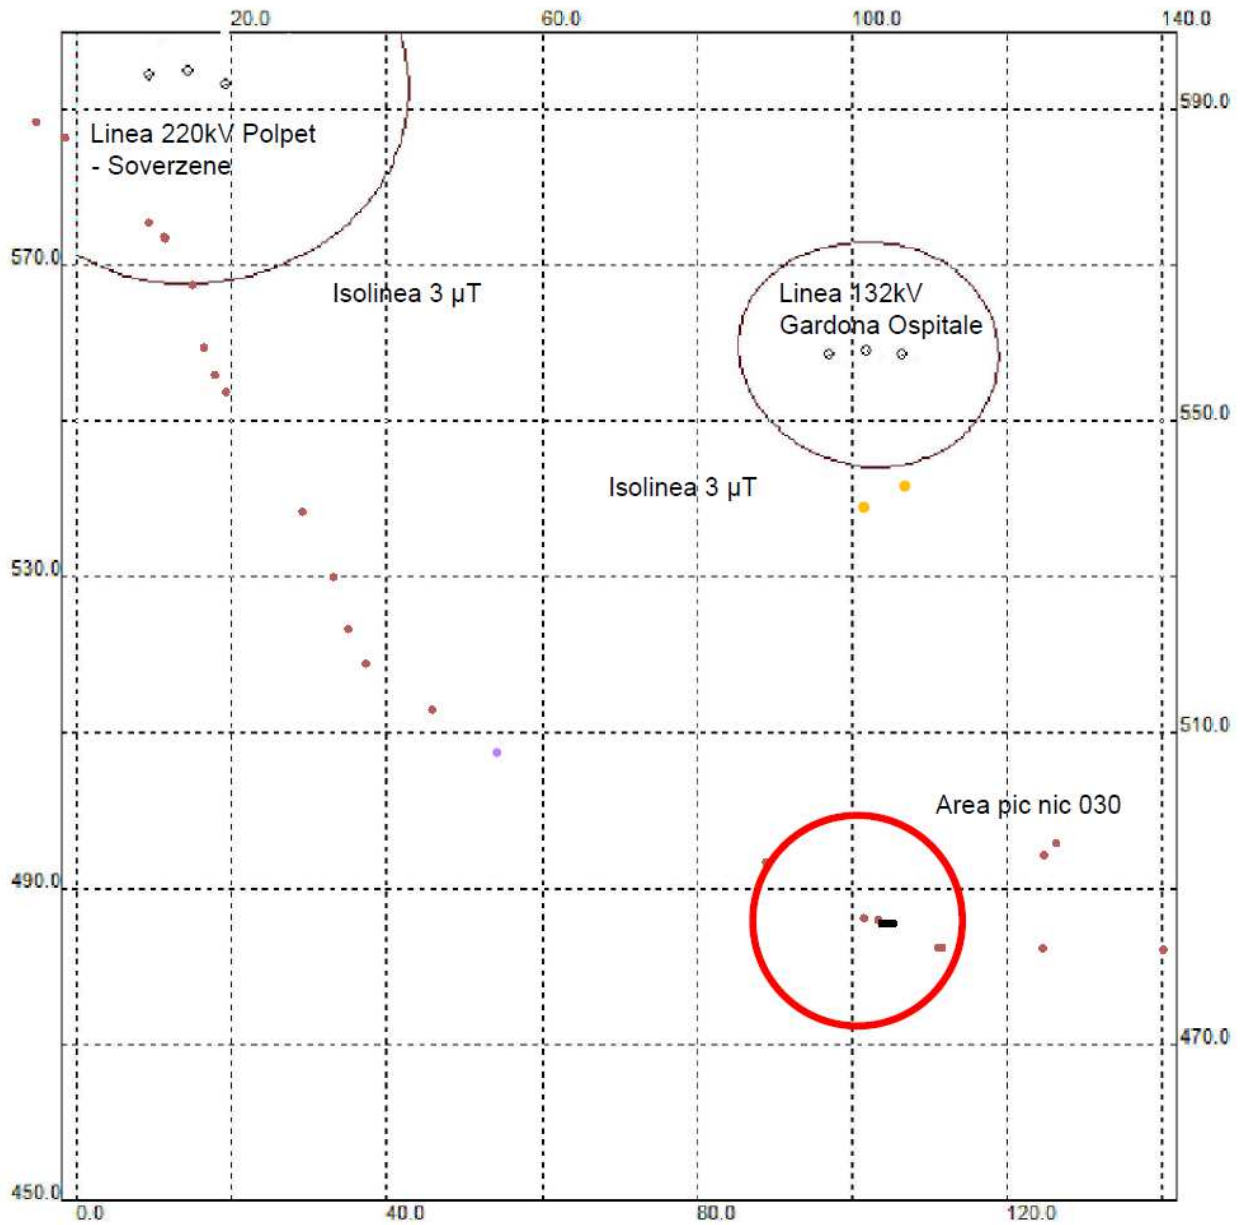 20.0 60.0 100.0 140.0
590.0
Linea 220kV Polpet
- Soverzene
570.0
Isolinea 3 µT
Linea 132kV
Gardona Ospitale
550.0
Isolinea 3 µT
530.0
510.0
Area pic nic 030
490.0
470.0
450.0
0.0 40.0 80.0 120.0